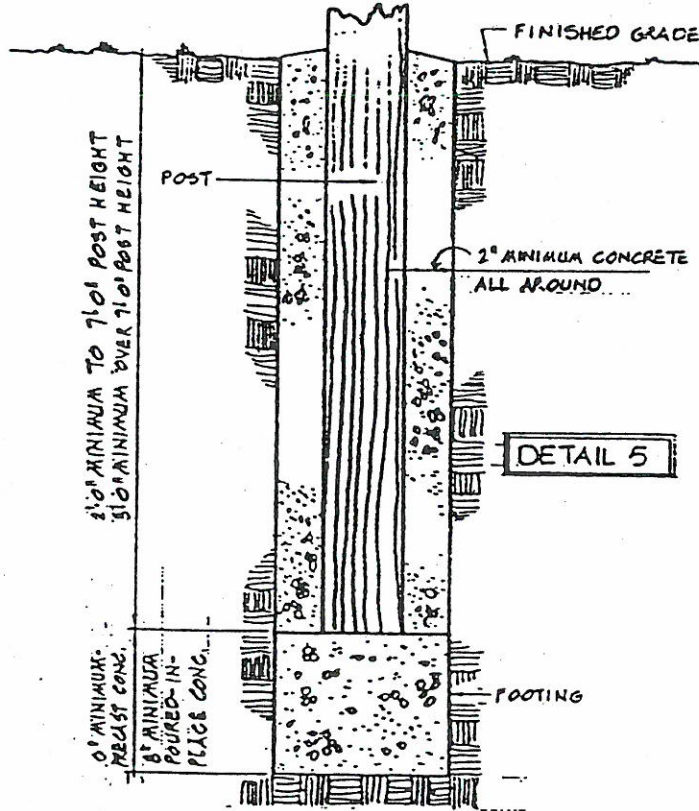 FINISHED GRADE
POST
2" MINIMUM CONCRETE
ALL AROUND
2'0" MINIMUM TO 7'0" POST HEIGHT
3'0" MINIMUM OVER 7'0" POST HEIGHT
DETAIL 5
MINIMUM
PRECAST CONC.
8" MINIMUM
POURED-IN-
PLACE CONC.
FOOTING